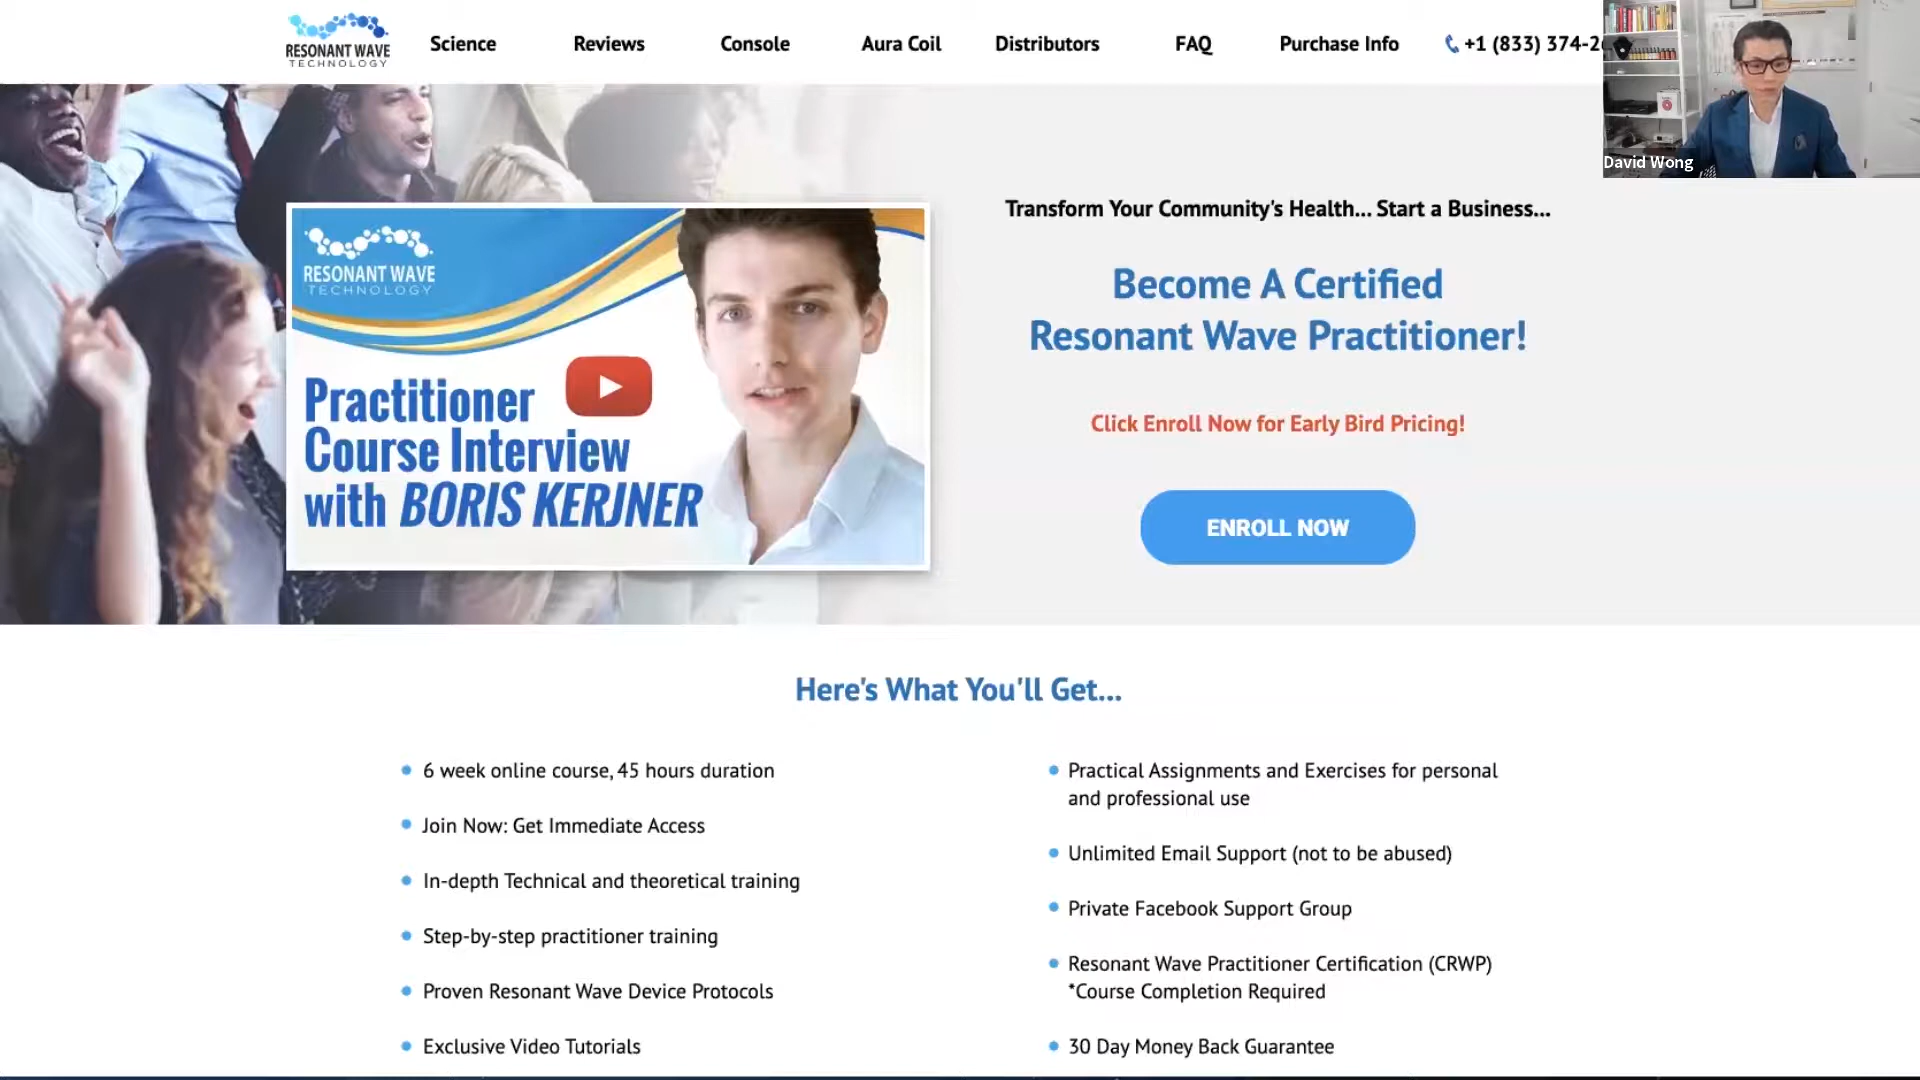 RESONANT WAVE
TECHNOLOGY
Science
Reviews
Console
Aura Coil
Distributors
FAQ
Purchase Info
+1 (833) 374-2
David Wong
RESONANT WAVE
TECHNOLOGY
Practitioner
Course Interview
with BORIS KERJNER
Transform Your Community's Health... Start a Business...
Become A Certified
Resonant Wave Practitioner!
Click Enroll Now for Early Bird Pricing!
ENROLL NOW
Here's What You'll Get...
6 week online course, 45 hours duration
Join Now: Get Immediate Access
In-depth Technical and theoretical training
Step-by-step practitioner training
Proven Resonant Wave Device Protocols
Exclusive Video Tutorials
Practical Assignments and Exercises for personal
and professional use
Unlimited Email Support (not to be abused)
Private Facebook Support Group
Resonant Wave Practitioner Certification (CRWP)
*Course Completion Required
30 Day Money Back Guarantee